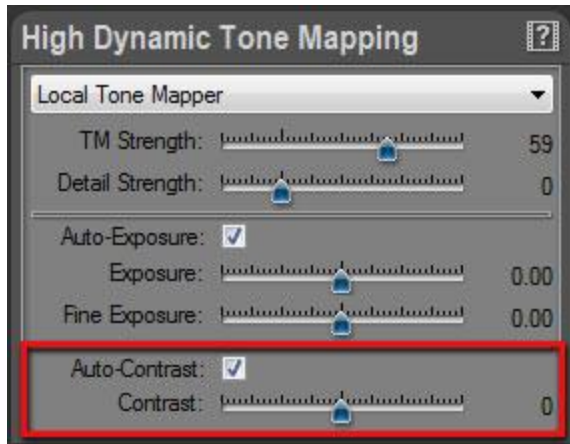 High Dynamic Tone Mapping ?
Local Tone Mapper
TM Strength: 59
Detail Strength: 0
Auto-Exposure:
Exposure: 0.00
Fine Exposure: 0.00
Auto-Contrast:
Contrast: 0